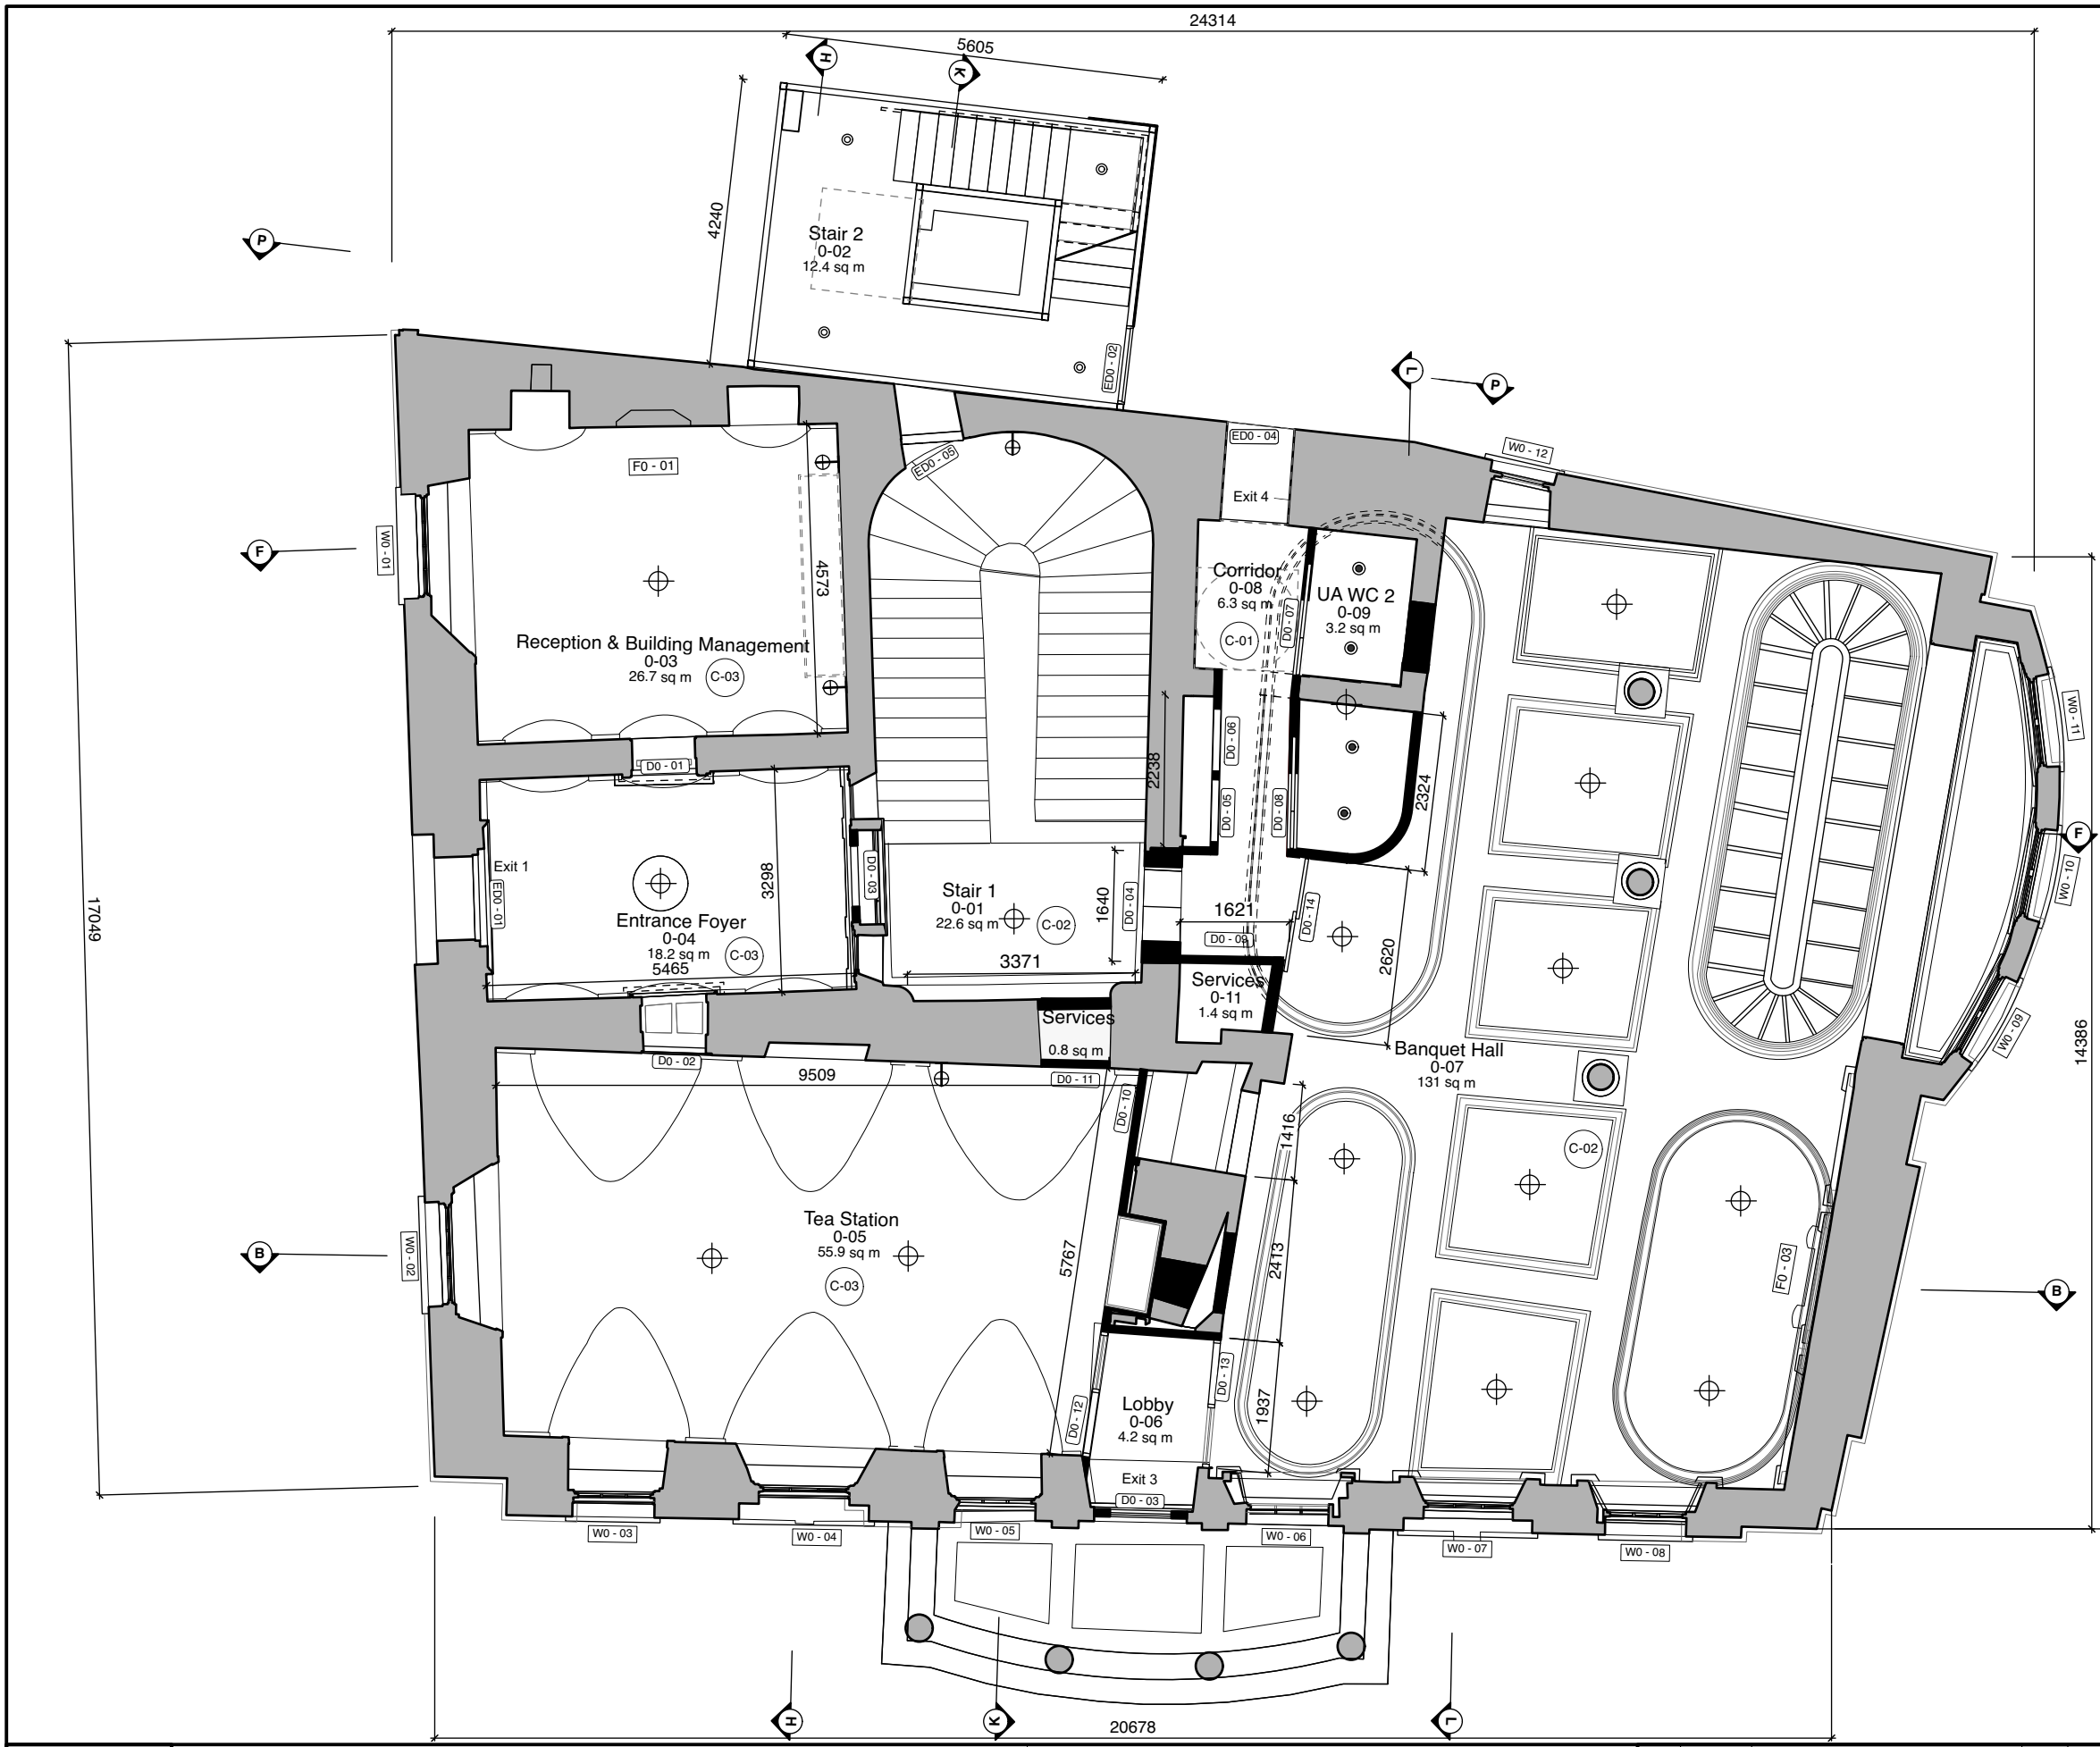 24314
5605
H
K
4240
P
Stair 2
0-02
12.4 sq m
ED0 - 02
L
P
17049
ED0 - 04
W0 - 12
F0 - 01
ED0 - 05
Exit 4
W0 - 01
F
4573
Corridor
0-08
6.3 sq m
C-01
D0 - 07
UA WC 2
0-09
3.2 sq m
Reception & Building Management
0-03
26.7 sq m
C-03
W0 - 11
D0 - 06
2238
D0 - 01
2324
D0 - 05
D0 - 08
F
Exit 1
ED0 - 01
3298
D0 - 03
Entrance Foyer
0-04
18.2 sq m
C-03
5465
Stair 1
0-01
22.6 sq m
C-02
1640
D0 - 04
3371
1621
D0 - 09
D0 - 14
2620
W0 - 10
Services
0-11
1.4 sq m
Services
0.8 sq m
W0 - 09
14386
Banquet Hall
0-07
131 sq m
D0 - 02
9509
D0 - 11
D0 - 10
1416
C-02
Tea Station
0-05
55.9 sq m
C-03
B
W0 - 02
5767
2413
F0 - 03
B
D0 - 12
Lobby
0-06
4.2 sq m
D0 - 13
1937
Exit 3
D0 - 03
W0 - 03
W0 - 04
W0 - 05
W0 - 06
W0 - 07
W0 - 08
H
K
L
20678